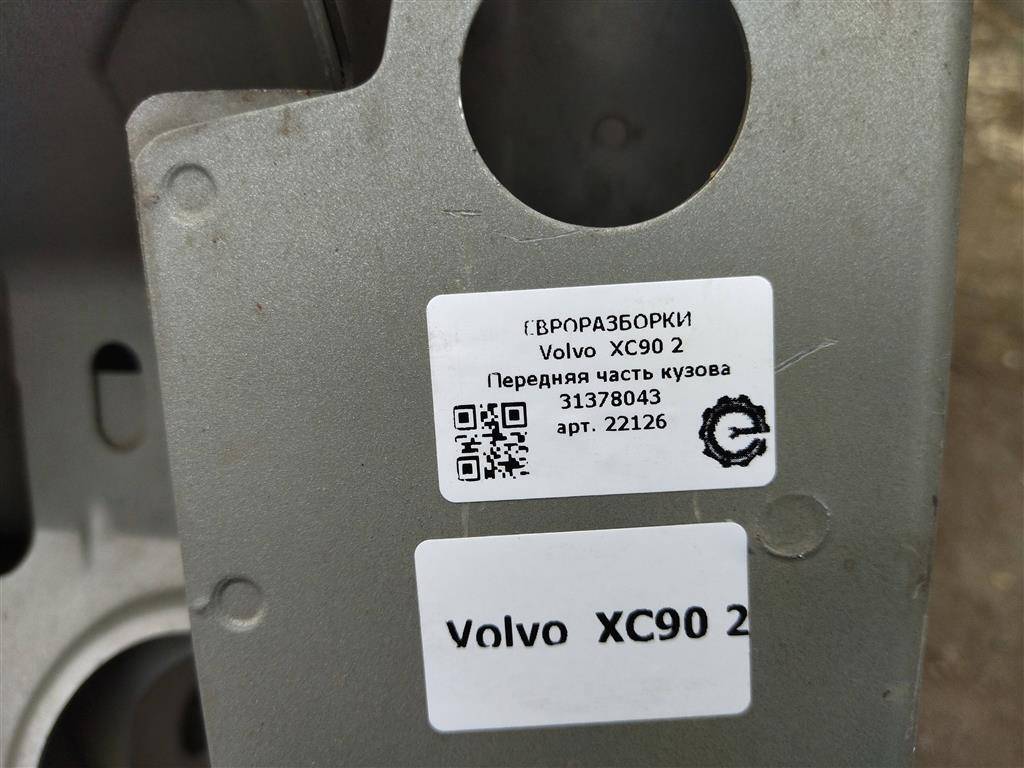 ЕВРОРАЗБОРКИ
Volvo XC90 2
Передняя часть кузова
31378043
арт. 22126
Volvo XC90 2